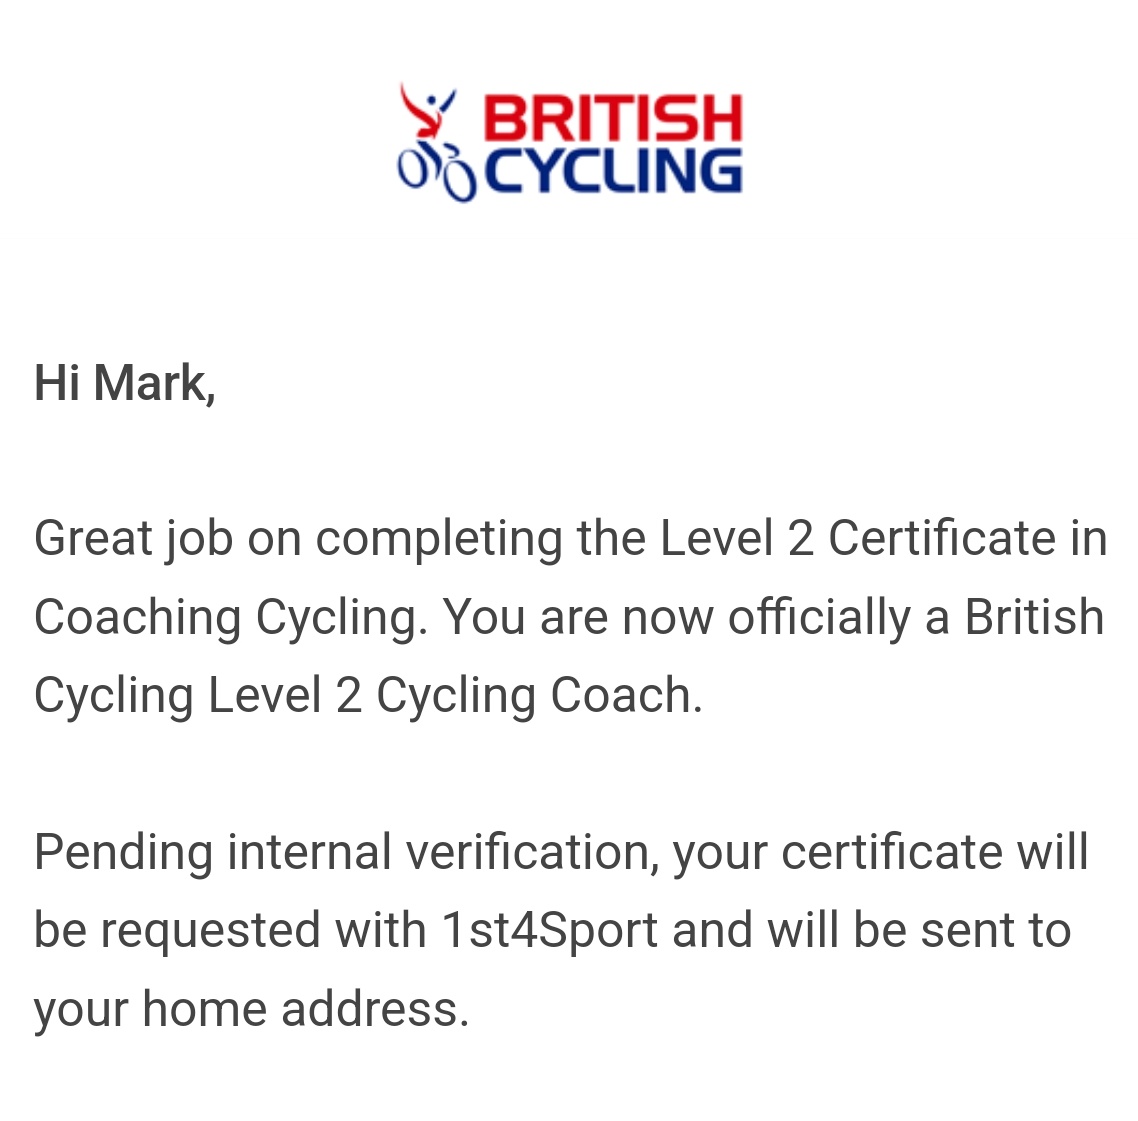 BRITISH
CYCLING
Hi Mark,
Great job on completing the Level 2 Certificate in
Coaching Cycling. You are now officially a British
Cycling Level 2 Cycling Coach.
Pending internal verification, your certificate will
be requested with 1st4Sport and will be sent to
your home address.